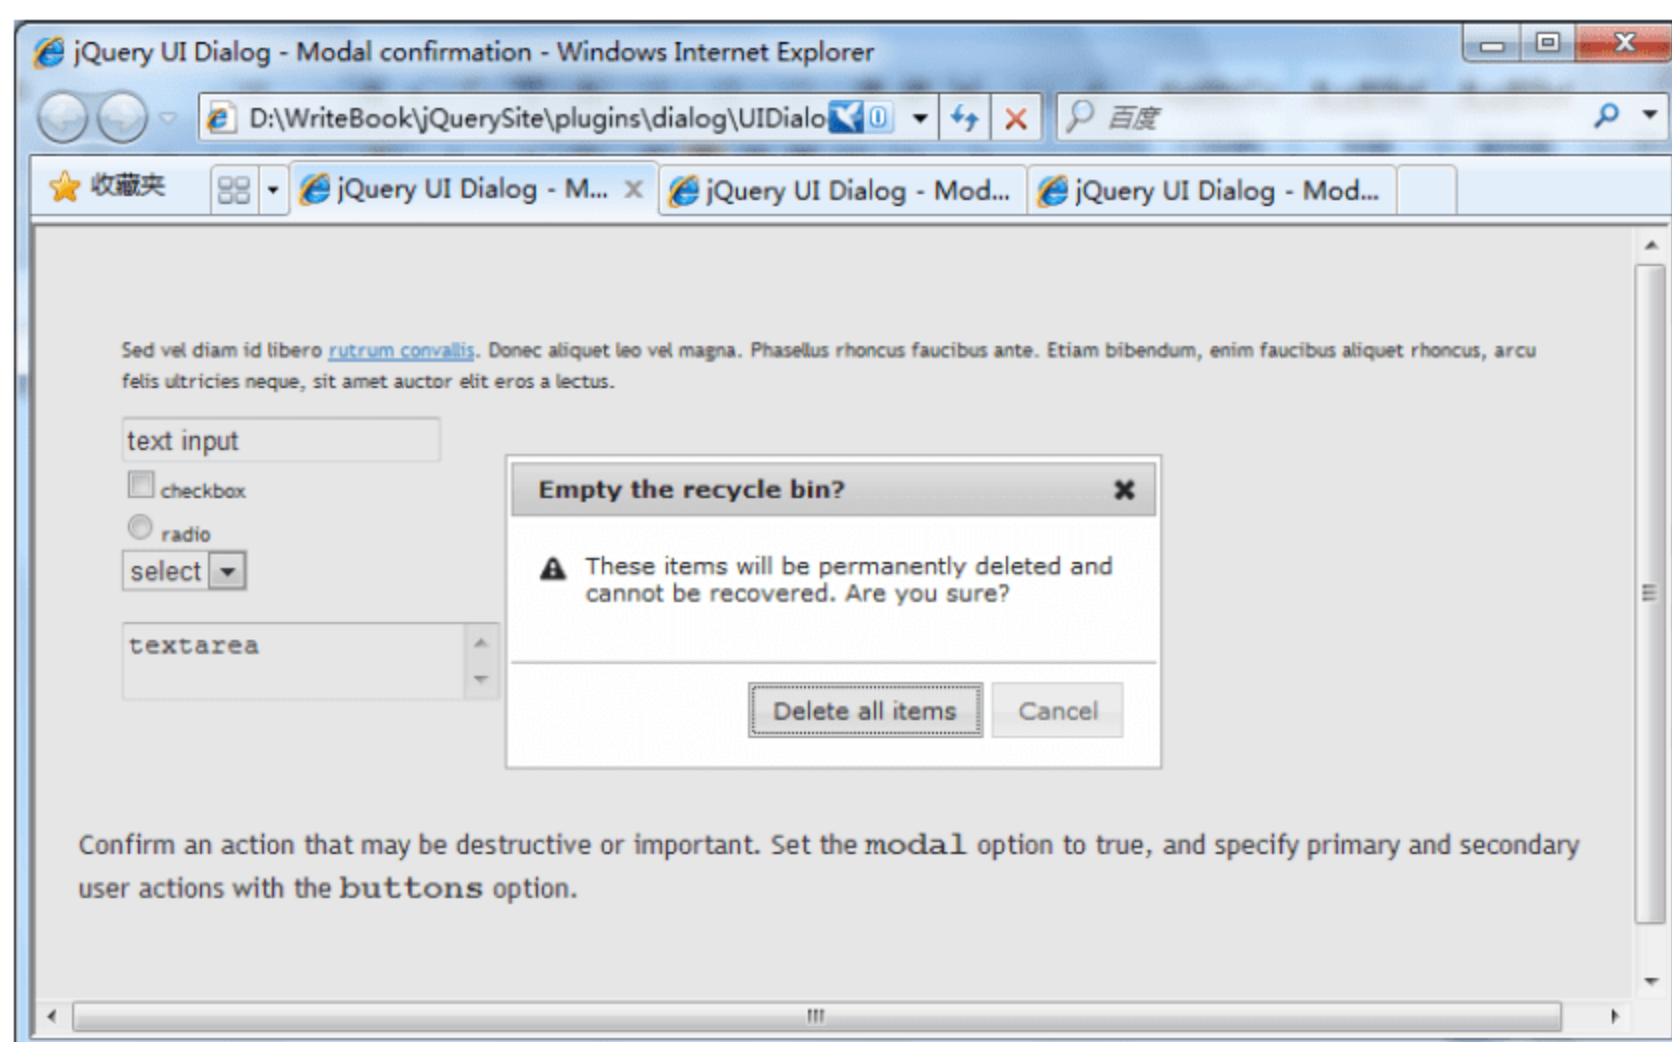 jQuery UI Dialog - Modal confirmation - Windows Internet Explorer
D:\WriteBook\jQuerySite\plugins\dialog\UIDialo 0 百度
收藏夹 jQuery UI Dialog - M... jQuery UI Dialog - Mod... jQuery UI Dialog - Mod...
Sed vel diam id libero rutrum convallis. Donec aliquet leo vel magna. Phasellus rhoncus faucibus ante. Etiam bibendum, enim faucibus aliquet rhoncus, arcu
felis ultricies neque, sit amet auctor elit eros a lectus.
text input
checkbox
radio
select
textarea
Empty the recycle bin?
These items will be permanently deleted and
cannot be recovered. Are you sure?
Delete all items Cancel
Confirm an action that may be destructive or important. Set the modal option to true, and specify primary and secondary
user actions with the buttons option.